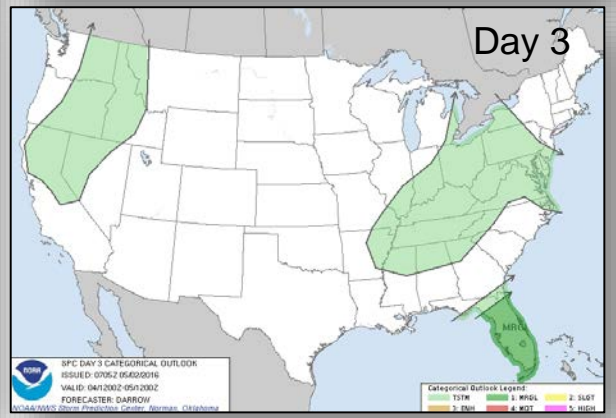 Day 3
MRGL
NOAA
SPC DAY 3 CATEGORICAL OUTLOOK
ISSUED: 0705Z 05/02/2016
VALID: 04/1200Z-05/1200Z
FORECASTER: DARROW
NOAA/NWS Storm Prediction Center, Norman, Oklahoma
Categorical Outlook Legend:
TSTM 1: MRGL 2: SLGT
3: ENH 4: MDT 5: HIGH